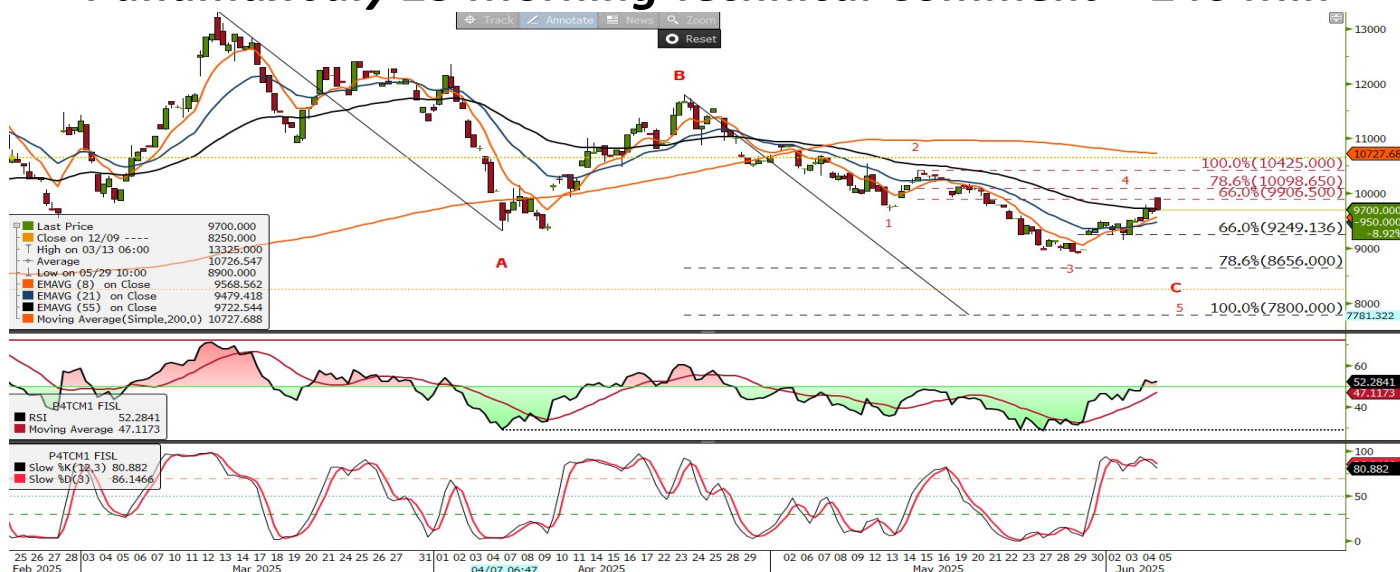 Track Annotate News Zoom
Reset
13000
12000
11000
10000
9000
8000
B
A
2
1
4
3
C
5
100.0%(10425.000)
78.6%(10098.650)
66.0%(9906.500)
66.0%(9249.136)
78.6%(8656.000)
100.0%(7800.000)
10727.68
9700.000
-950.000
-8.92%
7781.322
Last Price 9700.000
Close on 12/09 ---- 8250.000
High on 03/13 06:00 13325.000
Average 10726.547
Low on 05/29 10:00 8900.000
EMAVG (8) on Close 9568.562
EMAVG (21) on Close 9479.418
EMAVG (55) on Close 9722.544
Moving Average(Simple,200,0) 10727.688
P4TCM1 FISL
RSI 52.2841
Moving Average 47.1173
60
52.2841
47.1173
40
P4TCM1 FISL
Slow %K(12,3) 80.882
Slow %D(3) 86.1466
100
80.882
50
0
25 26 27 28 03 04 05 06 07 10 11 12 13 14 17 18 19 20 21 24 25 26 27 31 01 02 03 04 07 08 09 10 11 14 15 16 17 22 23 24 25 28 29 02 06 07 08 09 12 13 14 15 16 19 20 21 22 23 27 28 29 30 02 03 04 05
Feb 2025 Mar 2025 04/07 06:47 Apr 2025 May 2025 Jun 2025